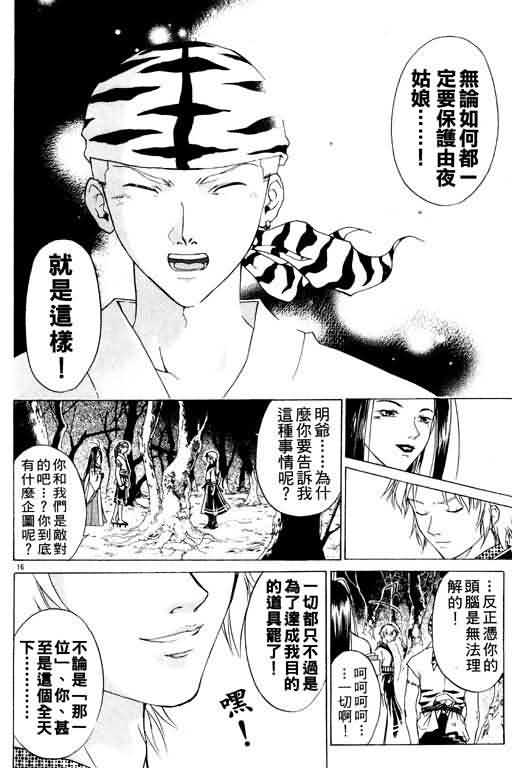 無論如何都一
定要保護由夜
姑娘……！
就是這樣！
明爺……為什
麼你要告訴我
這種事情呢？
你和我們是敵對
的吧…？你到底
有什麼企圖呢？
16
…反正憑你的
頭腦是無法理
解的！
…呵呵呵呵…
…一切啊！
一切都只不過是
為了達成我目的
的道具罷了！
嘿！
不論是「那一
位」、你、甚
至是這個全天
下………